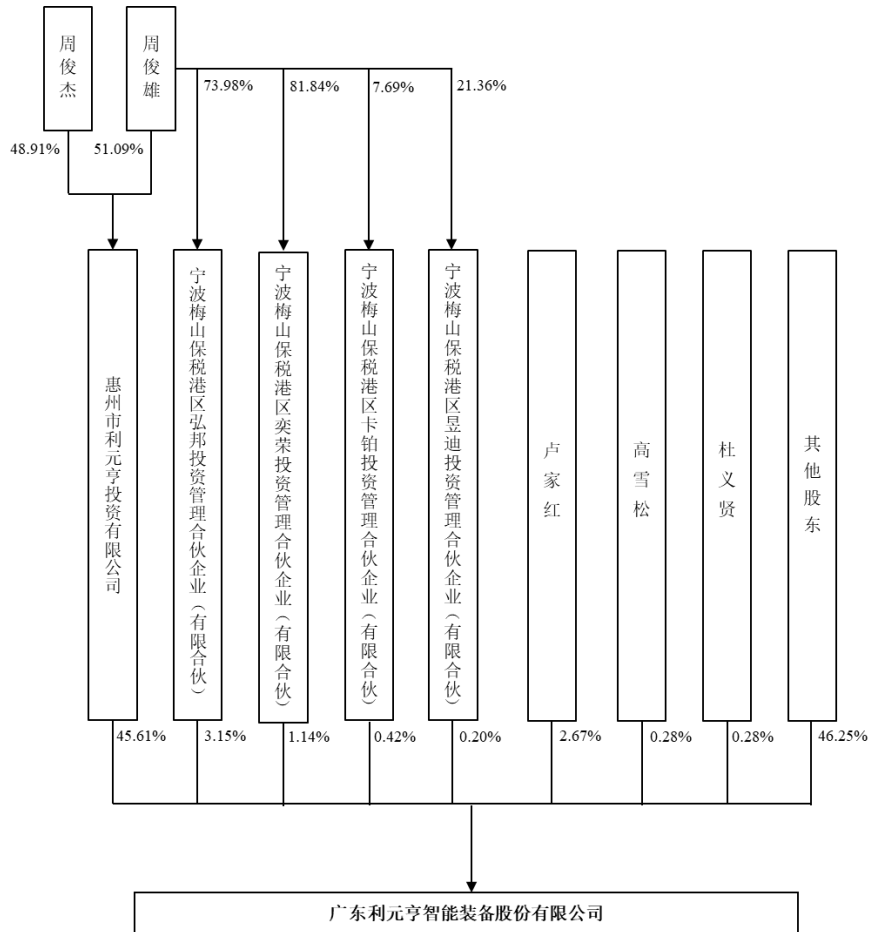 周俊杰
周俊雄
73.98%
81.84%
7.69%
21.36%
48.91%
51.09%
惠州市利元亨投资有限公司
宁波梅山保税港区弘邦投资管理合伙企业（有限合伙）
宁波梅山保税港区奕荣投资管理合伙企业（有限合伙）
宁波梅山保税港区卡铂投资管理合伙企业（有限合伙）
宁波梅山保税港区昱迪投资管理合伙企业（有限合伙）
卢家红
高雪松
杜义贤
其他股东
45.61%
3.15%
1.14%
0.42%
0.20%
2.67%
0.28%
0.28%
46.25%
广东利元亨智能装备股份有限公司